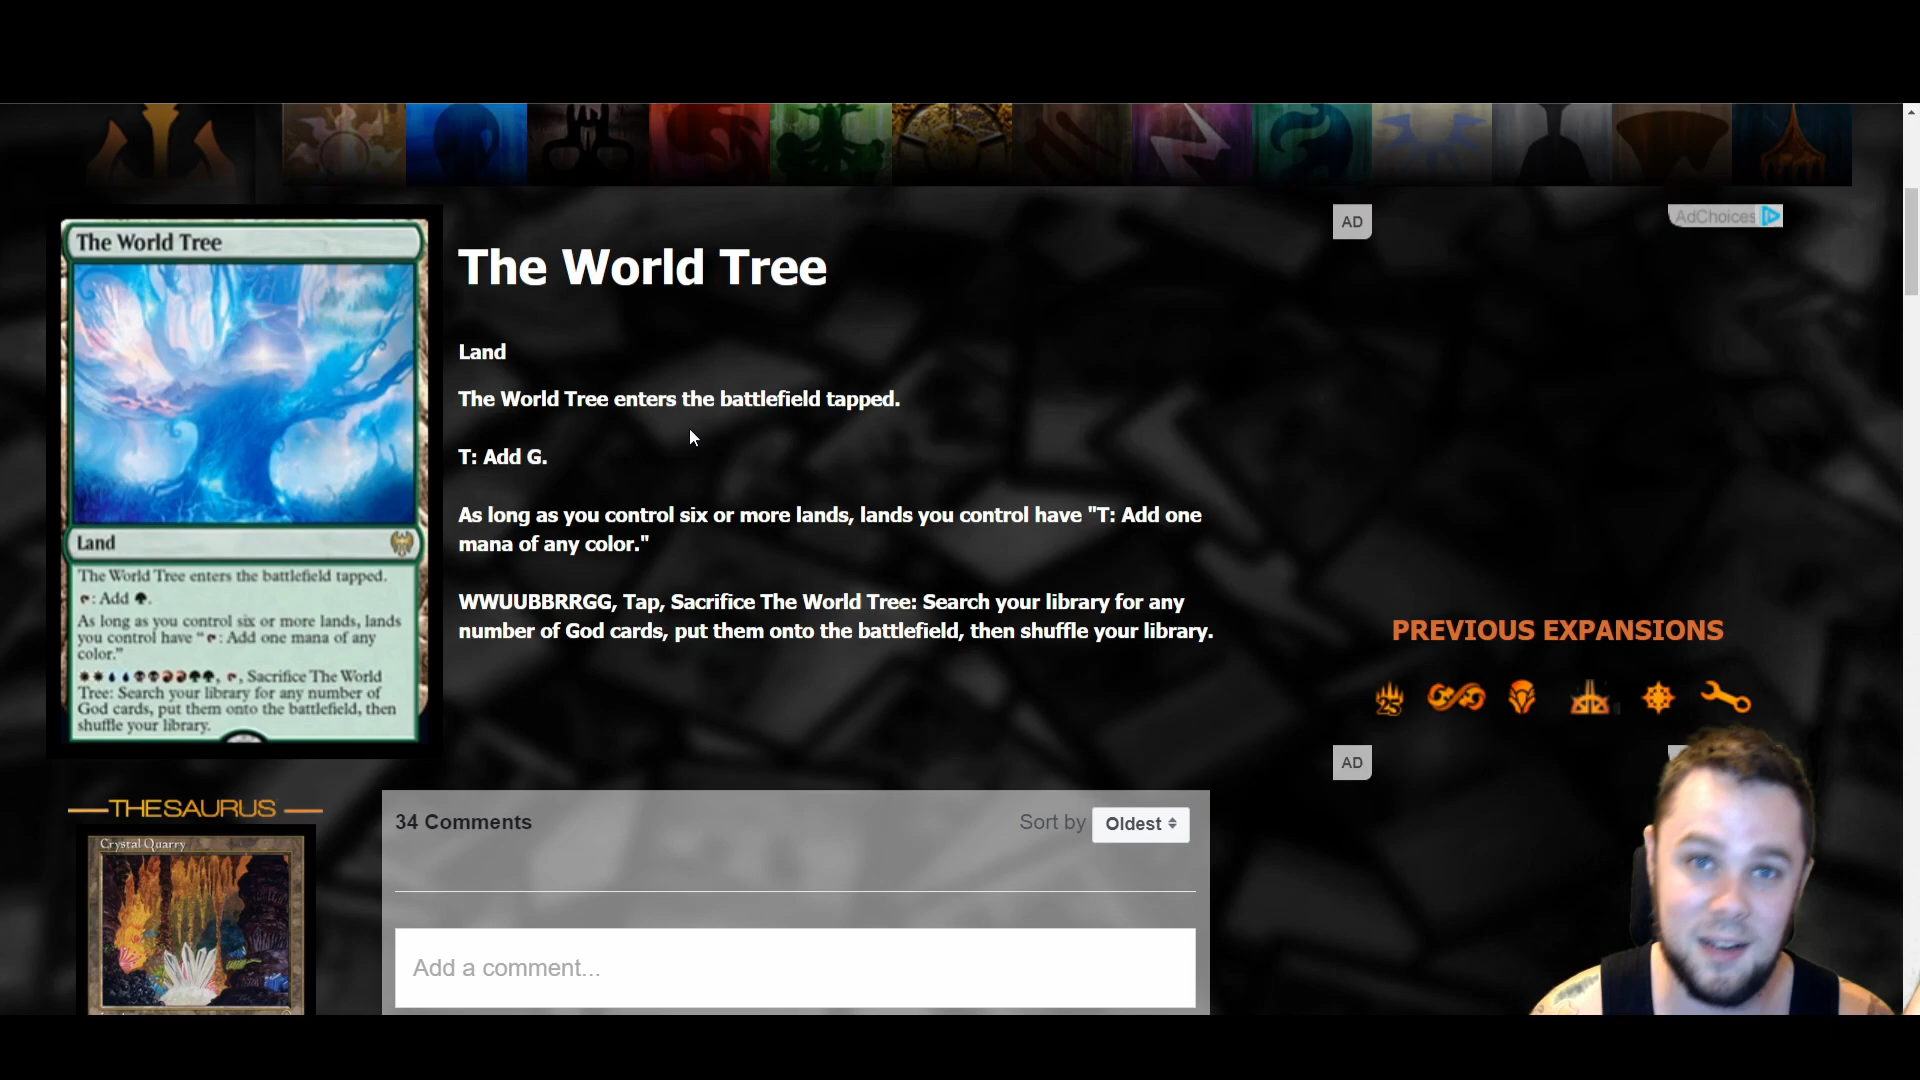 The World Tree
Land
The World Tree enters the battlefield tapped.
: Add .
As long as you control six or more lands, lands
you control have “ : Add one mana of any
color.”
, , Sacrifice The World
Tree: Search your library for any number of
God cards, put them onto the battlefield, then
shuffle your library.
The World Tree
Land
The World Tree enters the battlefield tapped.
T: Add G.
As long as you control six or more lands, lands you control have "T: Add one
mana of any color."
WWUUBBRRGG, Tap, Sacrifice The World Tree: Search your library for any
number of God cards, put them onto the battlefield, then shuffle your library.
AD
AdChoices
PREVIOUS EXPANSIONS
25
AD
THESAURUS
Crystal Quarry
34 Comments
Sort by Oldest
Add a comment...